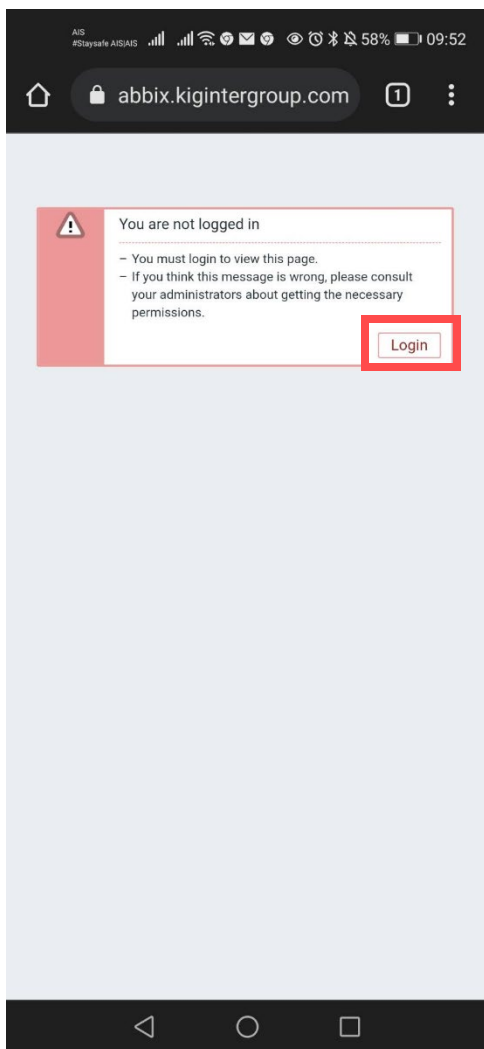 AIS
#Staysafe AIS|AIS
58%
09:52
abbix.kigintergroup.com
1
You are not logged in
– You must login to view this page.
– If you think this message is wrong, please consult
your administrators about getting the necessary
permissions.
Login